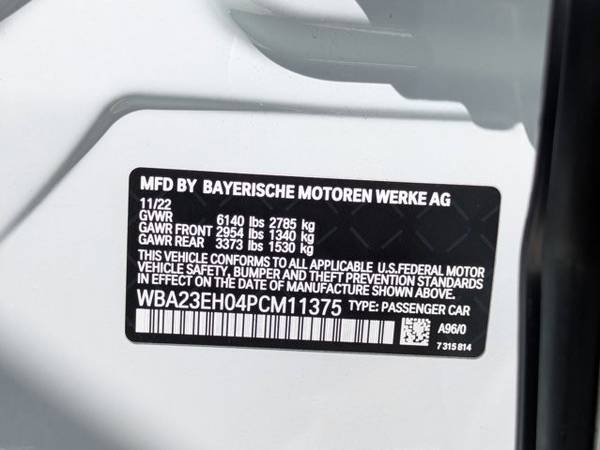 MFD BY BAYERISCHE MOTOREN WERKE AG
11/22
GVWR 6140 lbs 2785 kg
GAWR FRONT 2954 lbs 1340 kg
GAWR REAR 3373 lbs 1530 kg
THIS VEHICLE CONFORMS TO ALL APPLICABLE U.S.FEDERAL MOTOR
VEHICLE SAFETY, BUMPER AND THEFT PREVENTION STANDARDS
IN EFFECT ON THE DATE OF MANUFACTURE SHOWN ABOVE.
WBA23EH04PCM11375 TYPE: PASSENGER CAR
A96/0
7 315 814